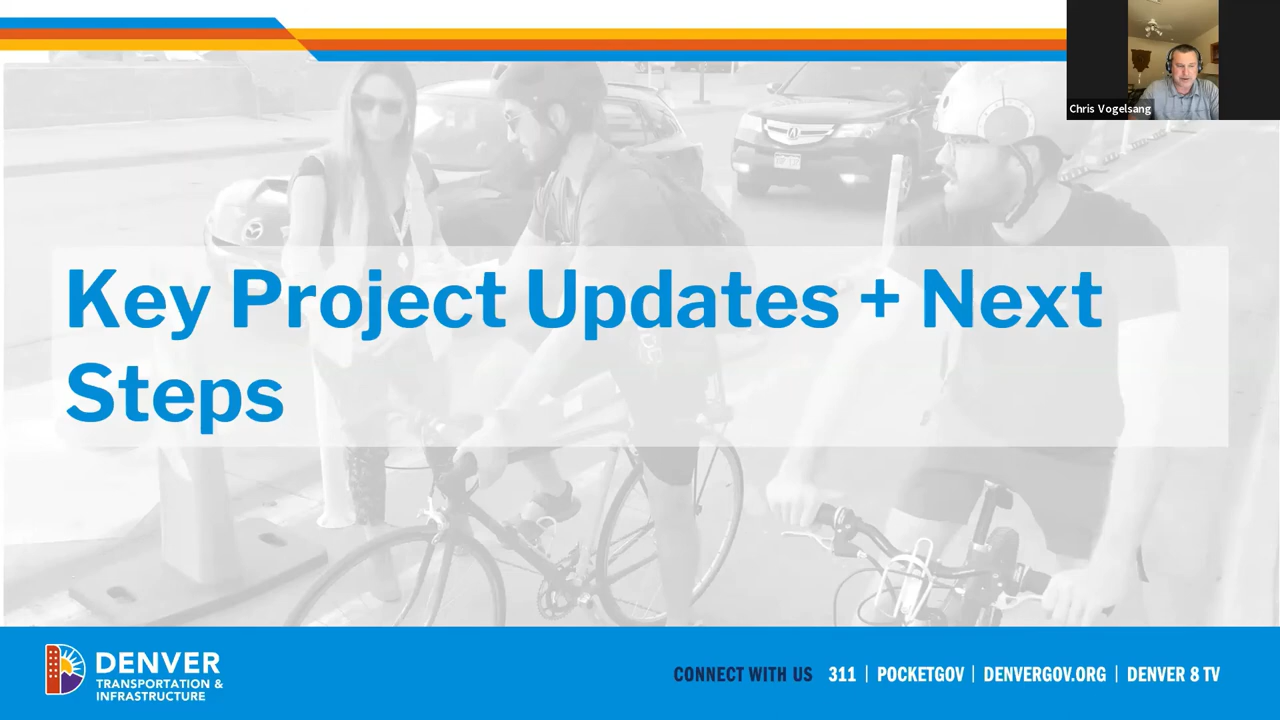 Chris Vogelsang
Key Project Updates + Next
Steps
DENVER
TRANSPORTATION &
INFRASTRUCTURE
CONNECT WITH US 311 | POCKETGOV | DENVERGOV.ORG | DENVER 8 TV